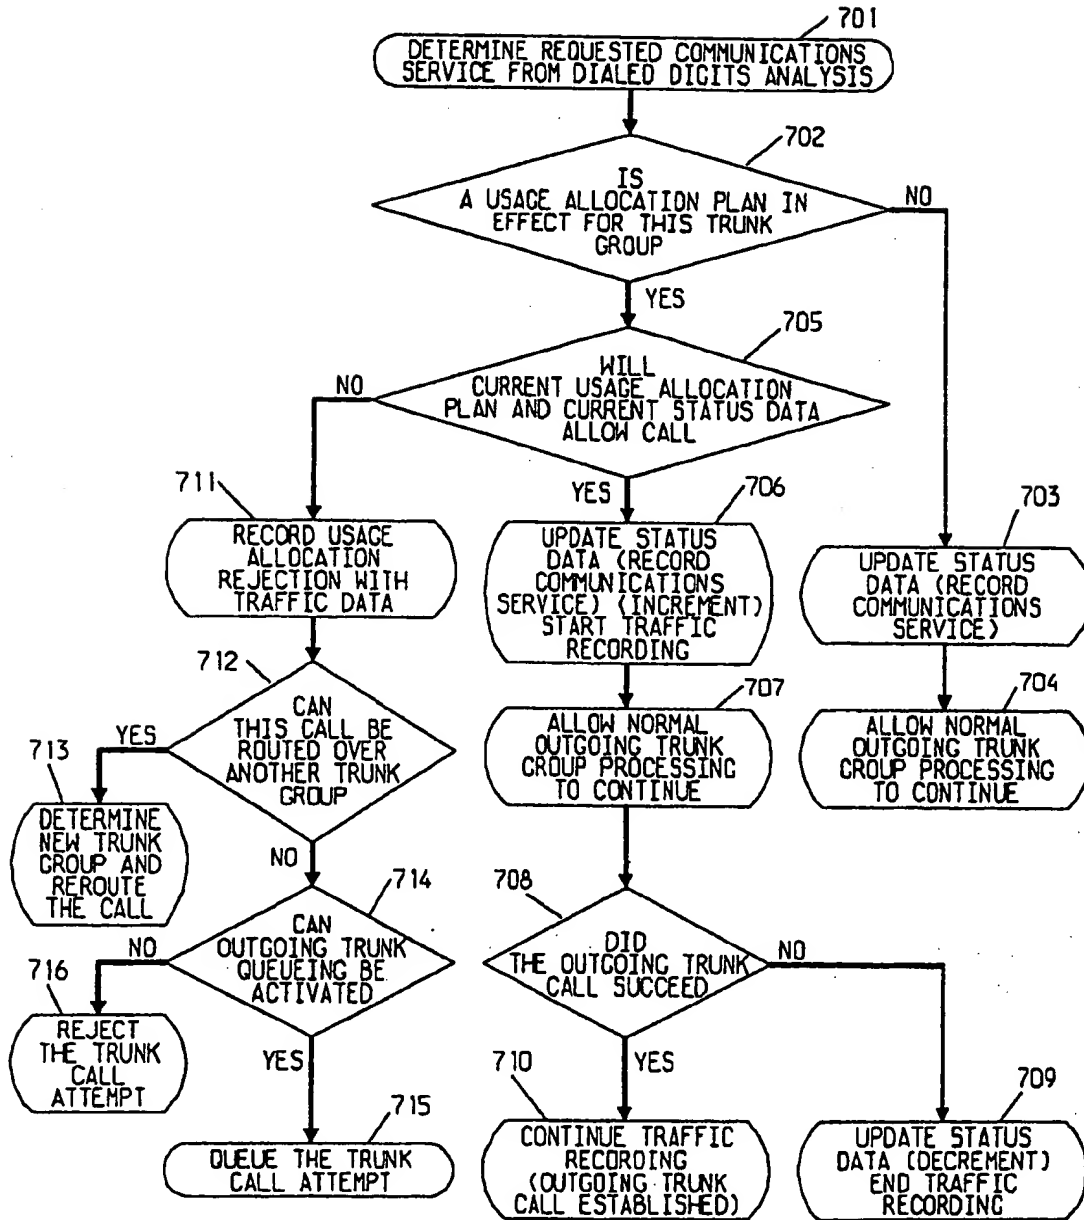 701
DETERMINE REQUESTED COMMUNICATIONS
SERVICE FROM DIALED DIGITS ANALYSIS
702
IS
A USAGE ALLOCATION PLAN IN
EFFECT FOR THIS TRUNK
GROUP
NO
YES
705
WILL
CURRENT USAGE ALLOCATION
PLAN AND CURRENT STATUS DATA
ALLOW CALL
NO
YES
711
RECORD USAGE
ALLOCATION
REJECTION WITH
TRAFFIC DATA
706
UPDATE STATUS
DATA (RECORD
COMMUNICATIONS
SERVICE) (INCREMENT)
START TRAFFIC
RECORDING
703
UPDATE STATUS
DATA (RECORD
COMMUNICATIONS
SERVICE)
712
CAN
THIS CALL BE
ROUTED OVER
ANOTHER TRUNK
GROUP
YES
NO
707
ALLOW NORMAL
OUTGOING TRUNK
GROUP PROCESSING
TO CONTINUE
704
ALLOW NORMAL
OUTGOING TRUNK
GROUP PROCESSING
TO CONTINUE
713
DETERMINE
NEW TRUNK
GROUP AND
REROUTE
THE CALL
714
CAN
OUTGOING TRUNK
QUEUEING BE
ACTIVATED
NO
YES
708
DID
THE OUTGOING TRUNK
CALL SUCCEED
NO
YES
716
REJECT
THE TRUNK
CALL
ATTEMPT
715
QUEUE THE TRUNK
CALL ATTEMPT
710
CONTINUE TRAFFIC
RECORDING
(OUTGOING TRUNK
CALL ESTABLISHED)
709
UPDATE STATUS
DATA (DECREMENT)
END TRAFFIC
RECORDING